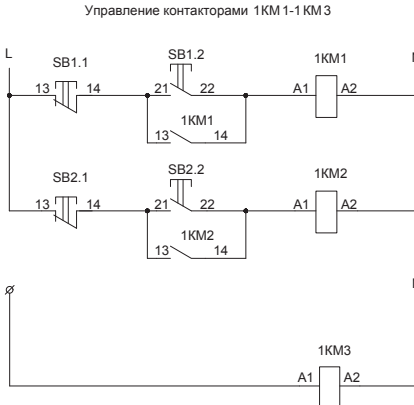 Управление контакторами 1KM1-1KM3
L
SB1.1
SB1.2
1KM1
13 14 21 22 A1 A2
1KM1
13 14
SB2.1
SB2.2
1KM2
13 14 21 22 A1 A2
1KM2
13 14
1KM3
A1 A2